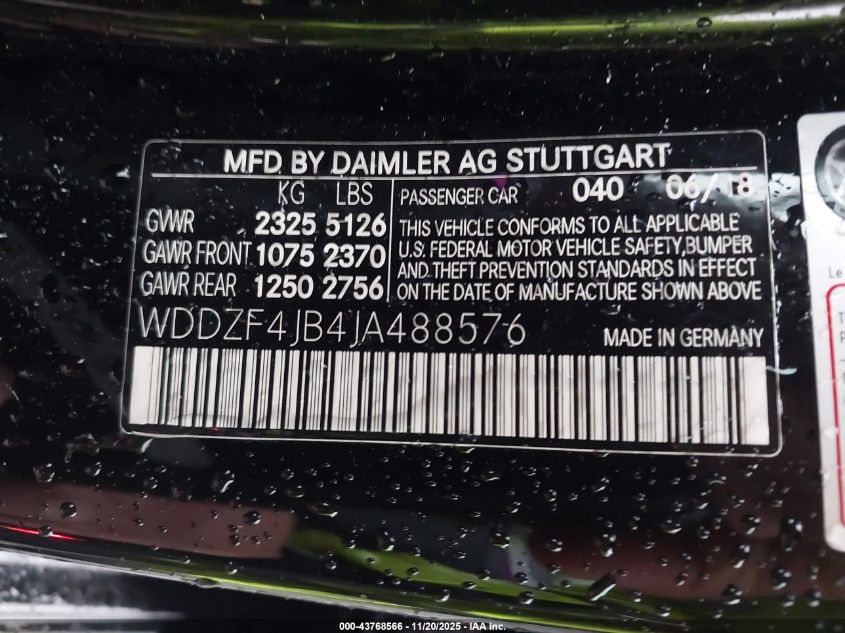 MFD BY DAIMLER AG STUTTGART
KG LBS
GVWR 2325 5126
GAWR FRONT 1075 2370
GAWR REAR 1250 2756
PASSENGER CAR 040 06/18
THIS VEHICLE CONFORMS TO ALL APPLICABLE
U.S. FEDERAL MOTOR VEHICLE SAFETY,BUMPER
AND THEFT PREVENTION STANDARDS IN EFFECT
ON THE DATE OF MANUFACTURE SHOWN ABOVE
WDDZF4JB4JA488576 MADE IN GERMANY
Le
000-43768566 - 11/20/2025 - IAA Inc.